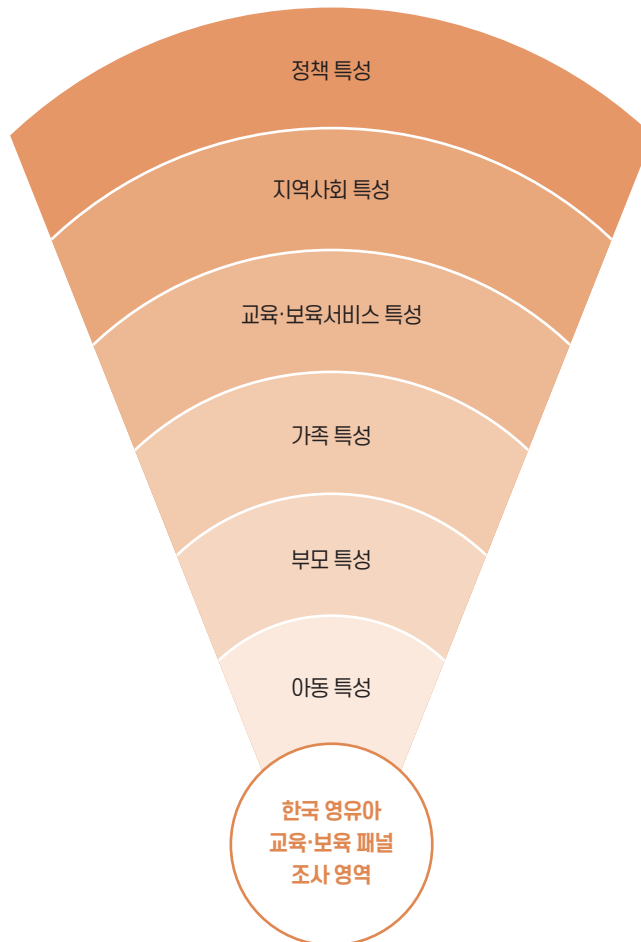 정책 특성
지역사회 특성
교육·보육서비스 특성
가족 특성
부모 특성
아동 특성
한국 영유아
교육·보육 패널
조사 영역